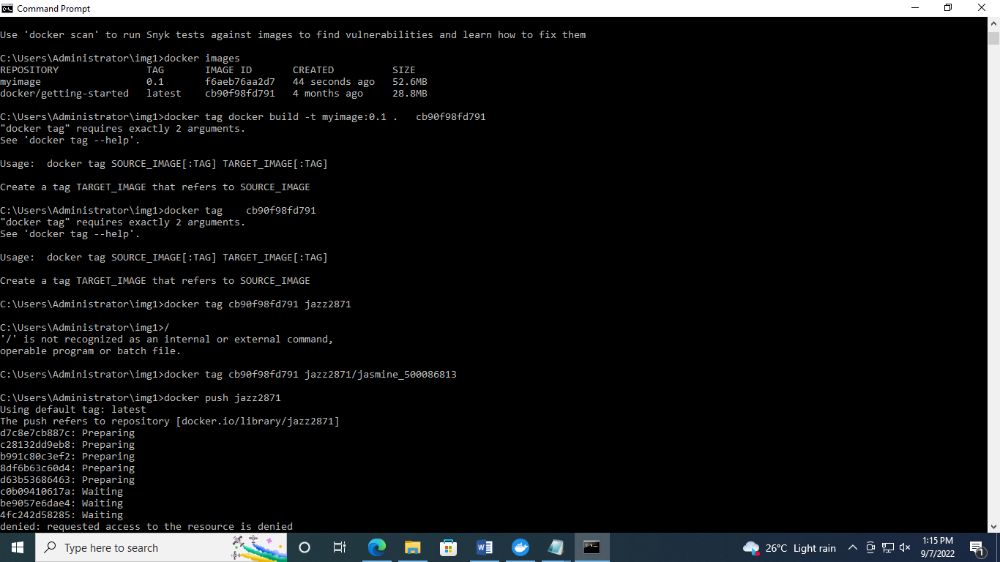 Command Prompt
Use 'docker scan' to run Snyk tests against images to find vulnerabilities and learn how to fix them
C:\Users\Administrator\img1>docker images
REPOSITORY               TAG       IMAGE ID       CREATED          SIZE
myimage                  0.1       f6aeb76aa2d7   44 seconds ago   52.6MB
docker/getting-started   latest    cb90f98fd791   4 months ago     28.8MB
C:\Users\Administrator\img1>docker tag docker build -t myimage:0.1 .   cb90f98fd791
"docker tag" requires exactly 2 arguments.
See 'docker tag --help'.
Usage:  docker tag SOURCE_IMAGE[:TAG] TARGET_IMAGE[:TAG]
Create a tag TARGET_IMAGE that refers to SOURCE_IMAGE
C:\Users\Administrator\img1>docker tag    cb90f98fd791
"docker tag" requires exactly 2 arguments.
See 'docker tag --help'.
Usage:  docker tag SOURCE_IMAGE[:TAG] TARGET_IMAGE[:TAG]
Create a tag TARGET_IMAGE that refers to SOURCE_IMAGE
C:\Users\Administrator\img1>docker tag cb90f98fd791 jazz2871
C:\Users\Administrator\img1>/
'/' is not recognized as an internal or external command,
operable program or batch file.
C:\Users\Administrator\img1>docker tag cb90f98fd791 jazz2871/jasmine_500086813
C:\Users\Administrator\img1>docker push jazz2871
Using default tag: latest
The push refers to repository [docker.io/library/jazz2871]
d7c8e7cb887c: Preparing
c28132dd9eb8: Preparing
b991c80c3ef2: Preparing
8df6b63c60d4: Preparing
d63b53686463: Preparing
c0b09410617a: Waiting
be9057e6dae4: Waiting
4fc242d58285: Waiting
denied: requested access to the resource is denied
Type here to search
26°C Light rain
1:15 PM
9/7/2022
1